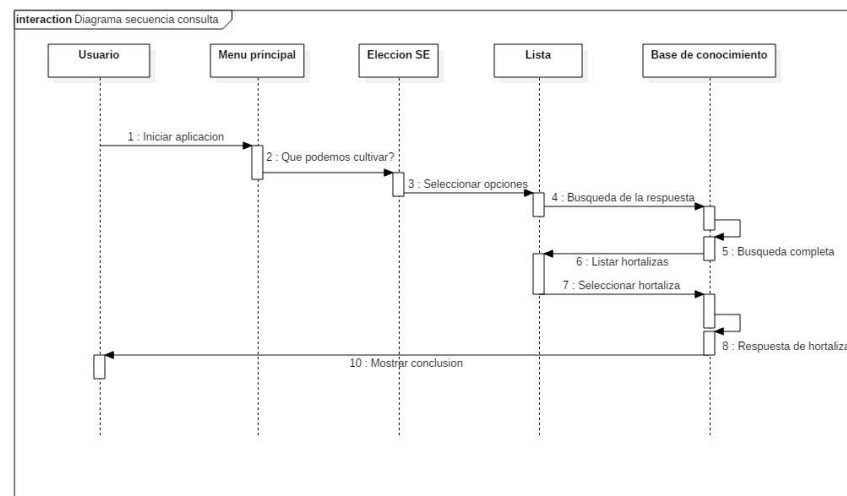 interaction Diagrama secuencia consulta
Usuario
Menu principal
Eleccion SE
Lista
Base de conocimiento
1 : Iniciar aplicacion
2 : Que podemos cultivar?
3 : Seleccionar opciones
4 : Busqueda de la respuesta
5 : Busqueda completa
6 : Listar hortalizas
7 : Seleccionar hortaliza
8 : Respuesta de hortaliza
10 : Mostrar conclusion